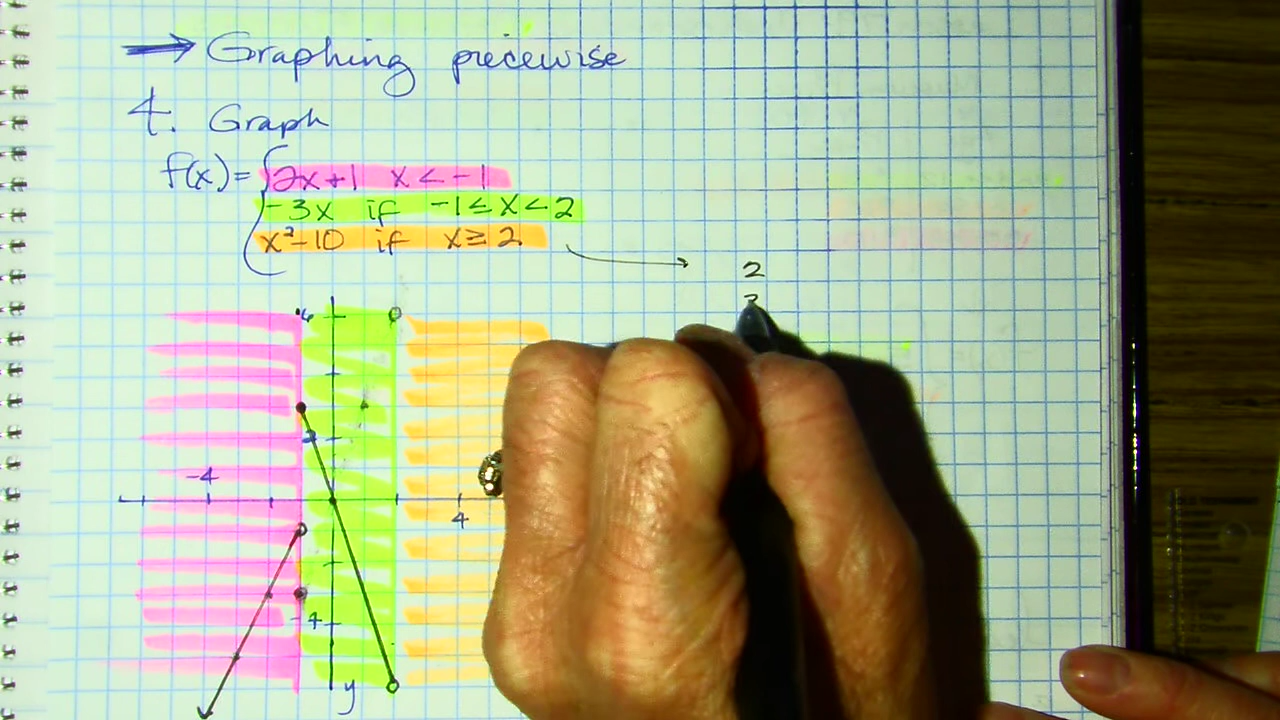 → Graphing piecewise
4. Graph
f(x)= { 2x+1 x < -1
-3x if -1 ≤ x < 2
x²-10 if x ≥ 2
2
6
-4
4
-4
y